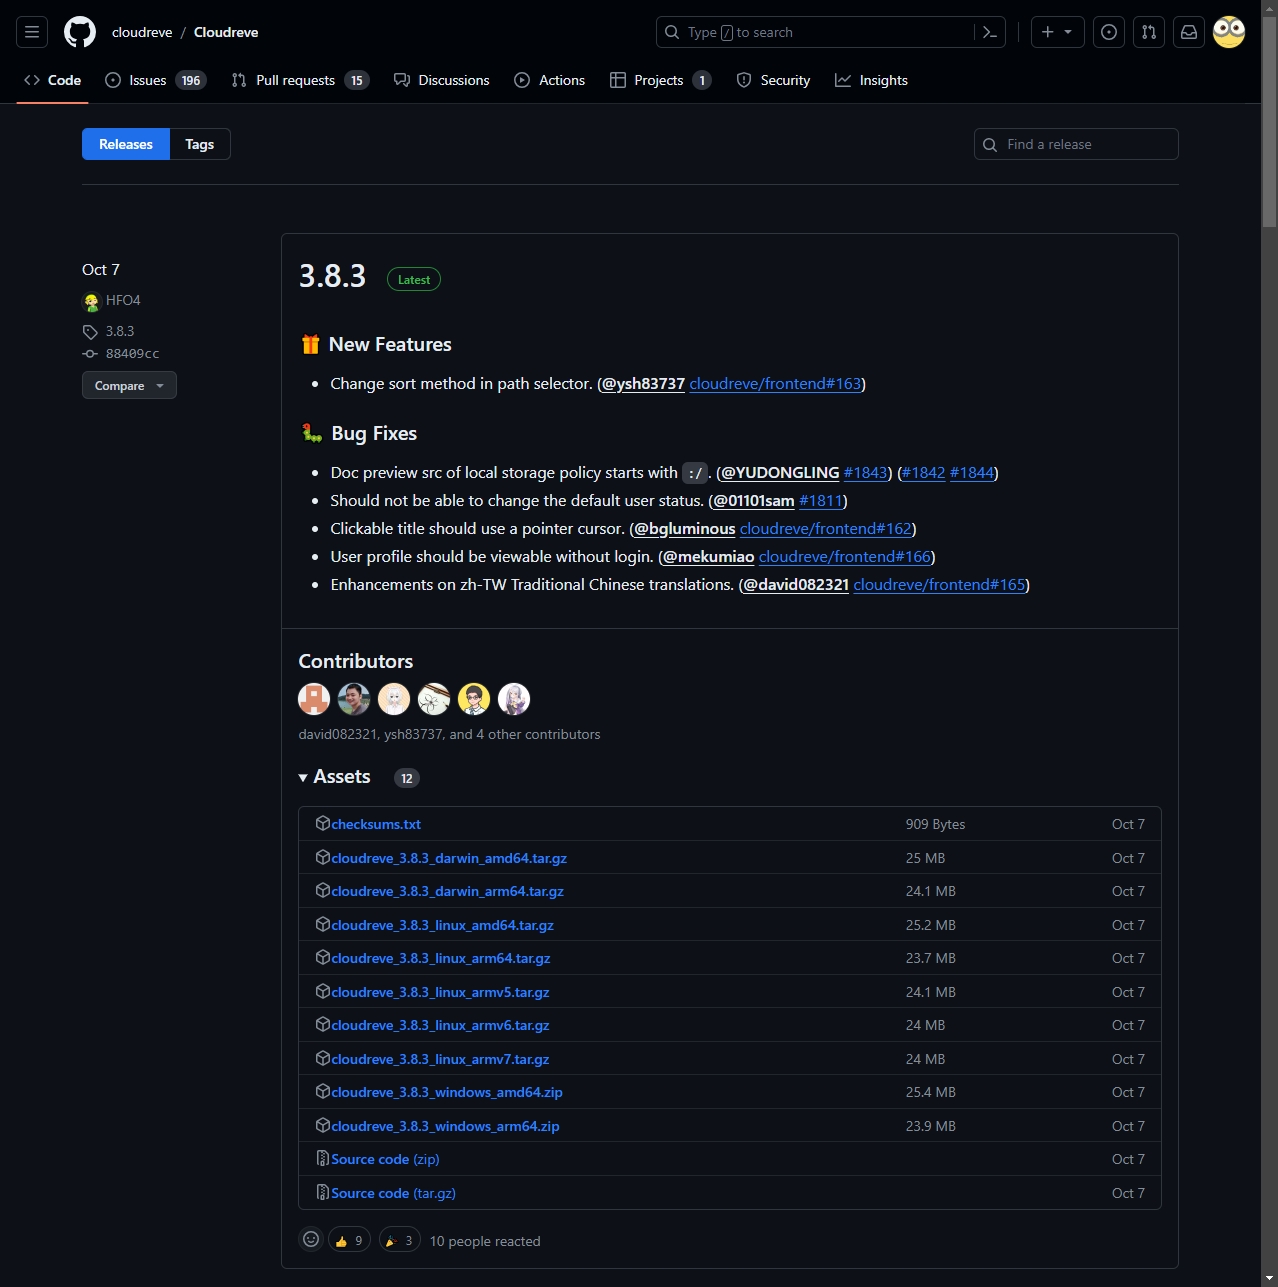 cloudreve / Cloudreve
Type / to search
Code
Issues 196
Pull requests 15
Discussions
Actions
Projects 1
Security
Insights
Releases
Tags
Find a release
Oct 7
HFO4
3.8.3
88409cc
Compare
3.8.3 Latest
🎁 New Features
• Change sort method in path selector. (@ysh83737 cloudreve/frontend#163)
🐛 Bug Fixes
• Doc preview src of local storage policy starts with :/. (@YUDONGLING #1843) (#1842 #1844)
• Should not be able to change the default user status. (@01101sam #1811)
• Clickable title should use a pointer cursor. (@bgluminous cloudreve/frontend#162)
• User profile should be viewable without login. (@mekumiao cloudreve/frontend#166)
• Enhancements on zh-TW Traditional Chinese translations. (@david082321 cloudreve/frontend#165)
Contributors
david082321, ysh83737, and 4 other contributors
Assets 12
checksums.txt 909 Bytes Oct 7
cloudreve_3.8.3_darwin_amd64.tar.gz 25 MB Oct 7
cloudreve_3.8.3_darwin_arm64.tar.gz 24.1 MB Oct 7
cloudreve_3.8.3_linux_amd64.tar.gz 25.2 MB Oct 7
cloudreve_3.8.3_linux_arm64.tar.gz 23.7 MB Oct 7
cloudreve_3.8.3_linux_armv5.tar.gz 24.1 MB Oct 7
cloudreve_3.8.3_linux_armv6.tar.gz 24 MB Oct 7
cloudreve_3.8.3_linux_armv7.tar.gz 24 MB Oct 7
cloudreve_3.8.3_windows_amd64.zip 25.4 MB Oct 7
cloudreve_3.8.3_windows_arm64.zip 23.9 MB Oct 7
Source code (zip) Oct 7
Source code (tar.gz) Oct 7
👍 9 🎉 3 10 people reacted